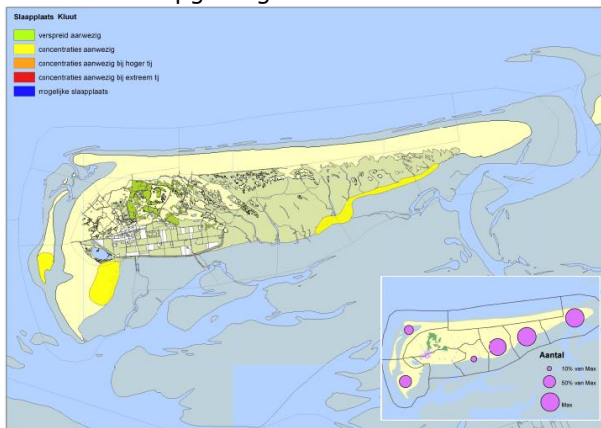 Slaapplaats Kluut
verspreid aanwezig
concentraties aanwezig
concentraties aanwezig bij hoger tij
concentraties aanwezig bij extreem tij
mogelijke slaapplaats
Aantal
10% van Max
50% van Max
Max